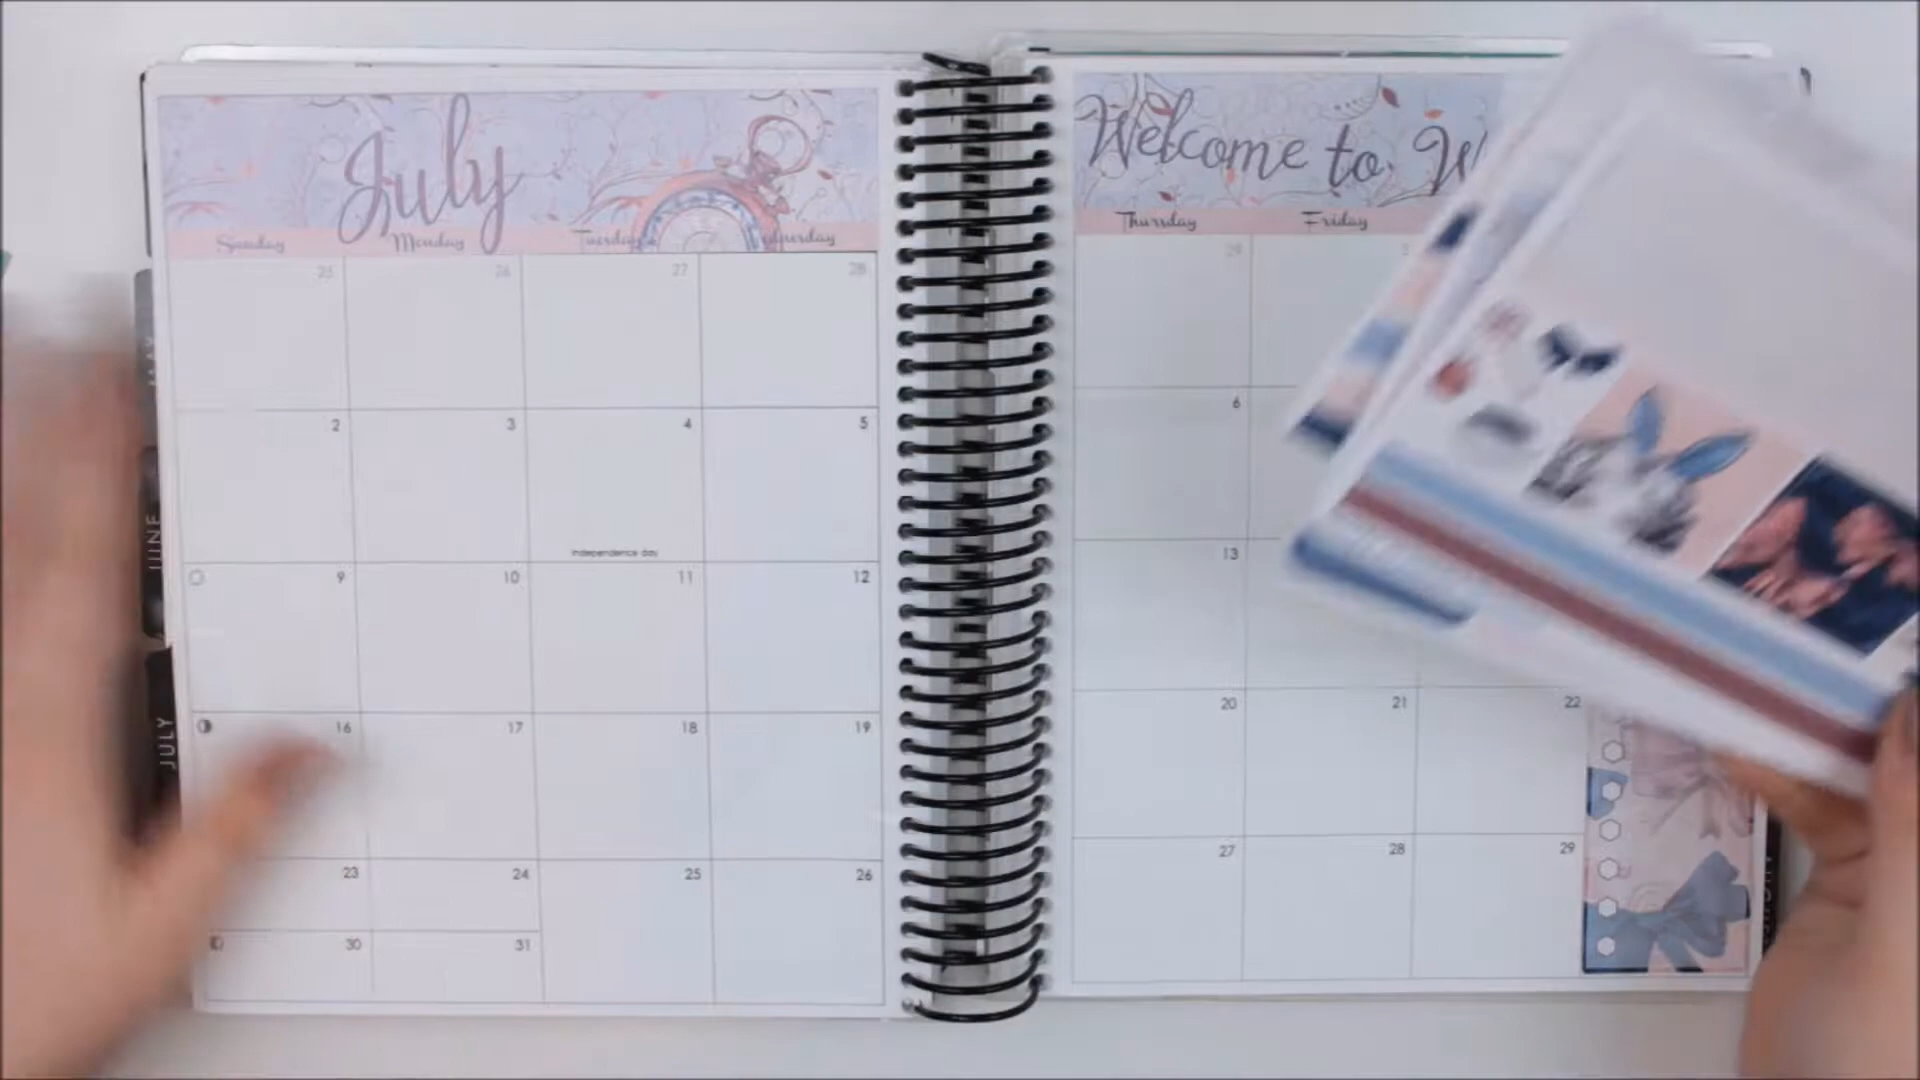 July
Welcome to W
Sunday Monday Tuesday Wednesday
Thursday Friday
25 26 27 28
29
2 3 4 5
6
Independence day
9 10 11 12
13
16 17 18 19
20 21 22
23 24 25 26
27 28 29
30 31
MAY
JUNE
JULY